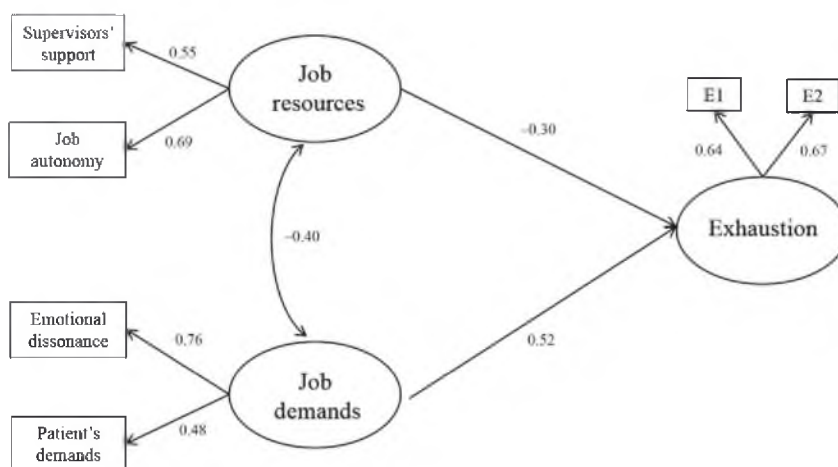 Supervisors'
support
0.55
Job
resources
E1
E2
Job
autonomy
0.69
−0.30
0.64
0.67
Exhaustion
−0.40
Emotional
dissonance
0.76
0.52
Job
demands
Patient's
demands
0.48